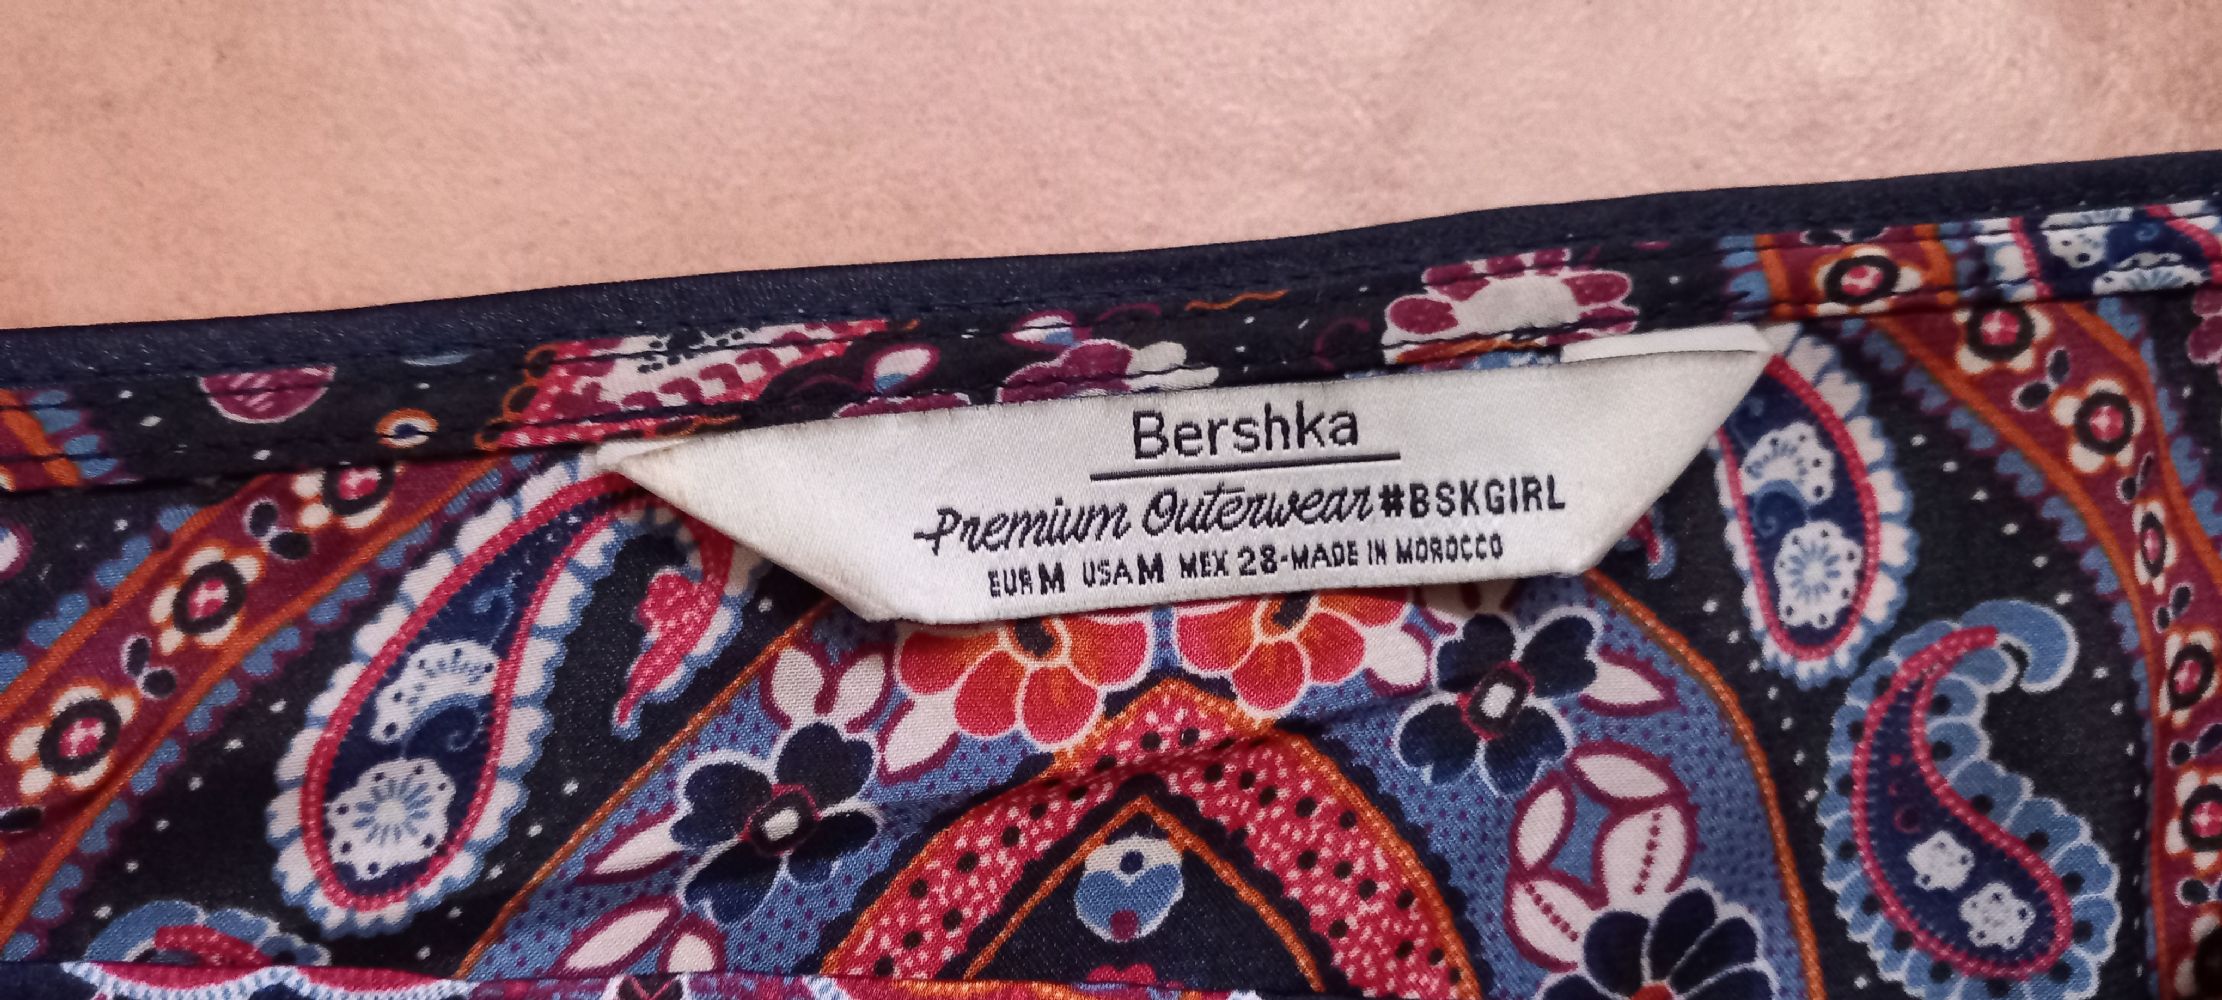 Bershka
Premium Outerwear #BSKGIRL
EUR M USA M MEX 28-MADE IN MOROCCO